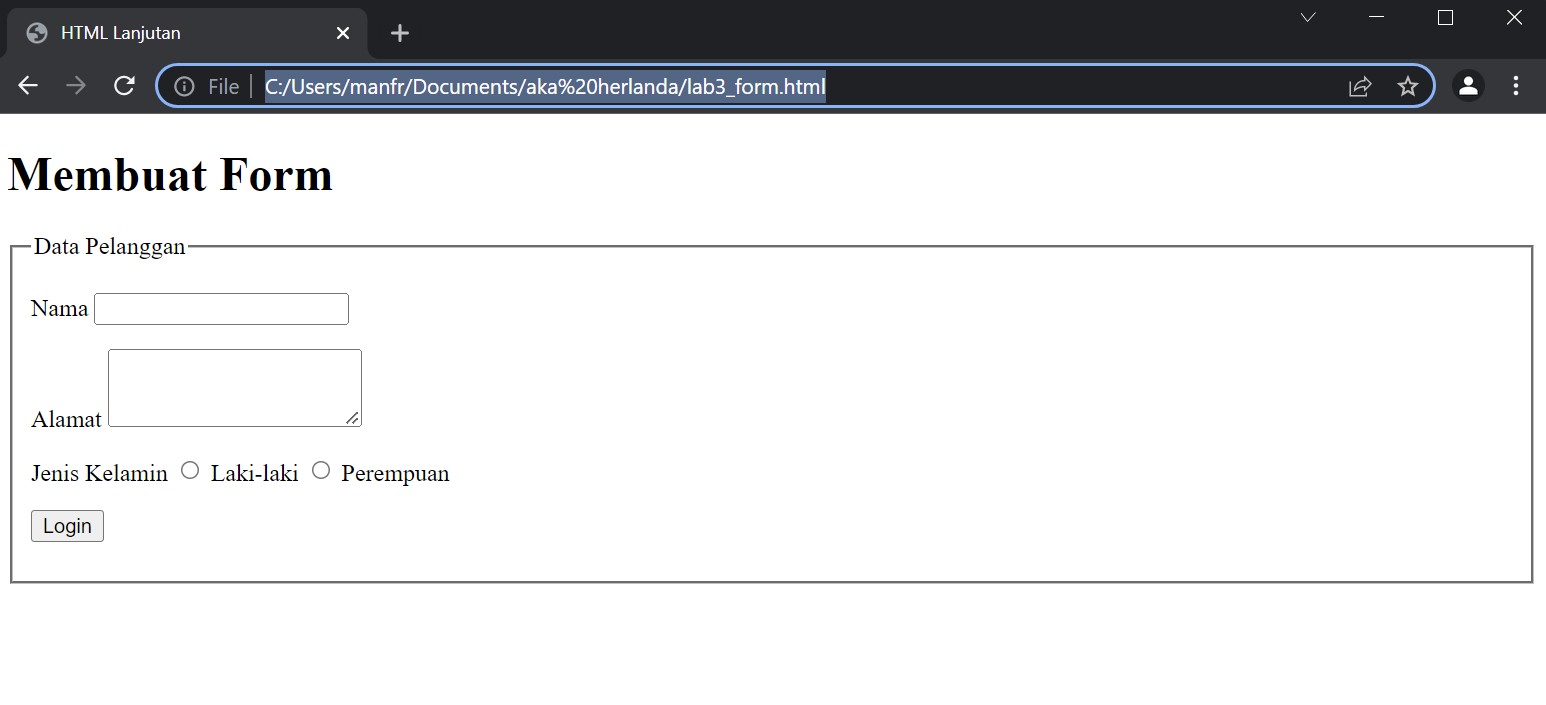 HTML Lanjutan
File C:/Users/manfr/Documents/aka%20herlanda/lab3_form.html
Membuat Form
Data Pelanggan
Nama
Alamat
Jenis Kelamin Laki-laki Perempuan
Login